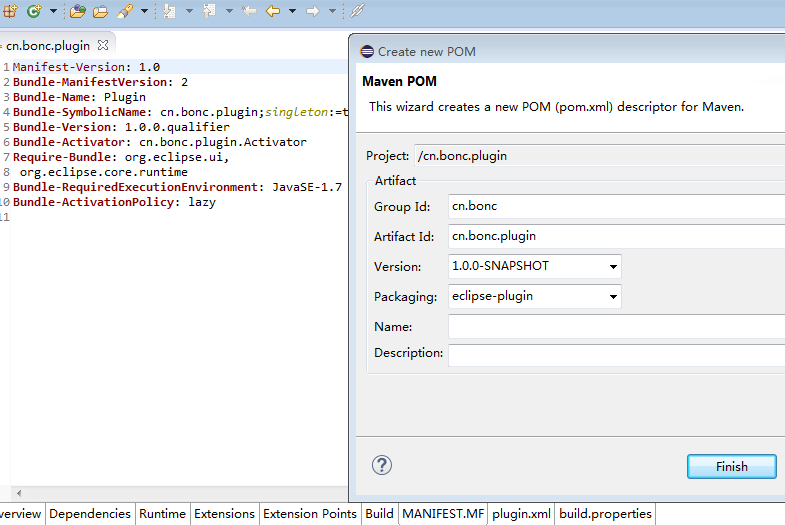 cn.bonc.plugin
1 Manifest-Version: 1.0
2 Bundle-ManifestVersion: 2
3 Bundle-Name: Plugin
4 Bundle-SymbolicName: cn.bonc.plugin;singleton:=t
5 Bundle-Version: 1.0.0.qualifier
6 Bundle-Activator: cn.bonc.plugin.Activator
7 Require-Bundle: org.eclipse.ui,
8 org.eclipse.core.runtime
9 Bundle-RequiredExecutionEnvironment: JavaSE-1.7
10 Bundle-ActivationPolicy: lazy
11
Create new POM
Maven POM
This wizard creates a new POM (pom.xml) descriptor for Maven.
Project: /cn.bonc.plugin
Artifact
Group Id: cn.bonc
Artifact Id: cn.bonc.plugin
Version: 1.0.0-SNAPSHOT
Packaging: eclipse-plugin
Name:
Description:
?
Finish
verview Dependencies Runtime Extensions Extension Points Build MANIFEST.MF plugin.xml build.properties